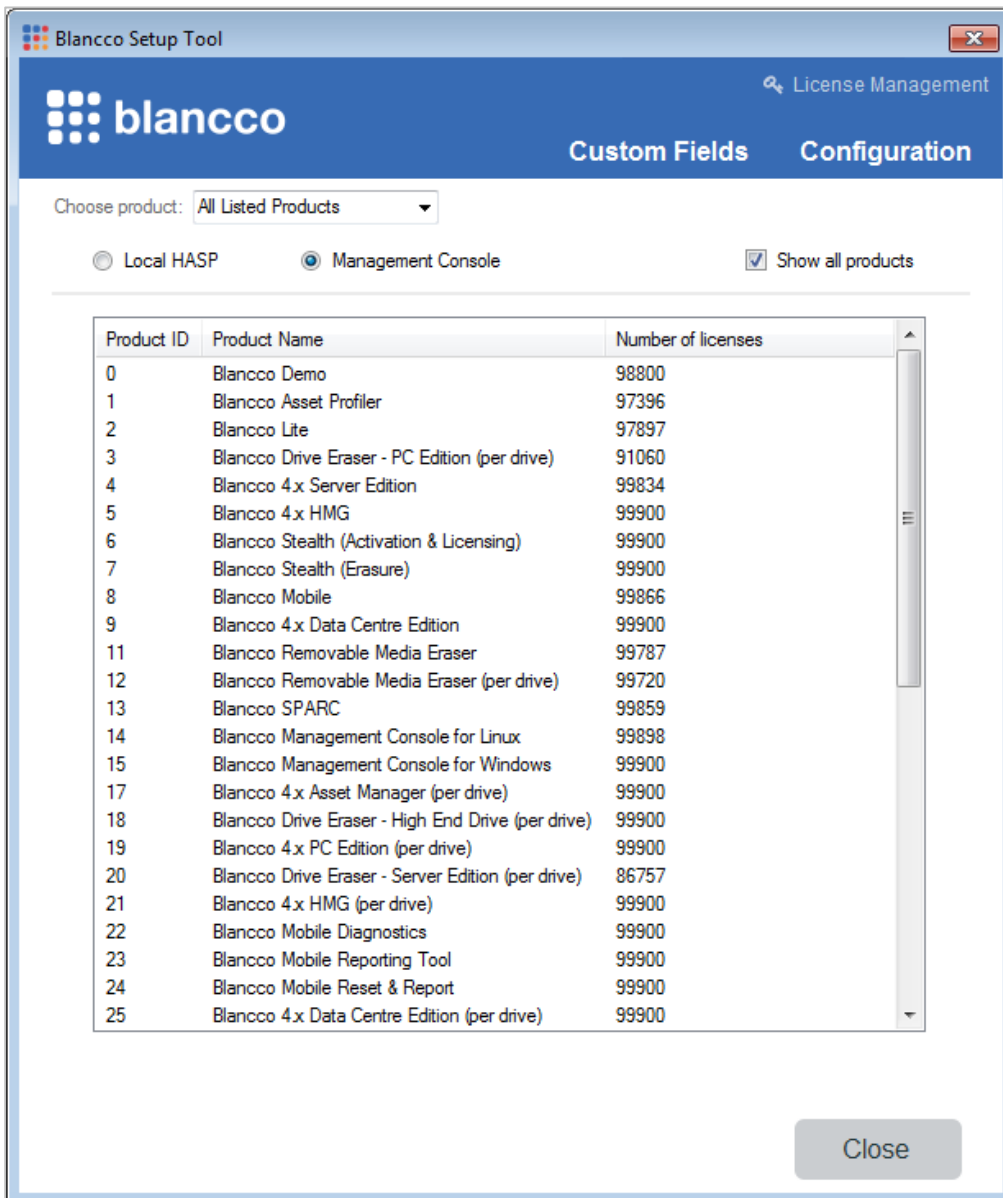 Blancco Setup Tool
License Management
blancco
Custom Fields Configuration
Choose product: All Listed Products
Local HASP Management Console Show all products
Product ID Product Name Number of licenses
0 Blancco Demo 98800
1 Blancco Asset Profiler 97396
2 Blancco Lite 97897
3 Blancco Drive Eraser - PC Edition (per drive) 91060
4 Blancco 4.x Server Edition 99834
5 Blancco 4.x HMG 99900
6 Blancco Stealth (Activation & Licensing) 99900
7 Blancco Stealth (Erasure) 99900
8 Blancco Mobile 99866
9 Blancco 4.x Data Centre Edition 99900
11 Blancco Removable Media Eraser 99787
12 Blancco Removable Media Eraser (per drive) 99720
13 Blancco SPARC 99859
14 Blancco Management Console for Linux 99898
15 Blancco Management Console for Windows 99900
17 Blancco 4.x Asset Manager (per drive) 99900
18 Blancco Drive Eraser - High End Drive (per drive) 99900
19 Blancco 4.x PC Edition (per drive) 99900
20 Blancco Drive Eraser - Server Edition (per drive) 86757
21 Blancco 4.x HMG (per drive) 99900
22 Blancco Mobile Diagnostics 99900
23 Blancco Mobile Reporting Tool 99900
24 Blancco Mobile Reset & Report 99900
25 Blancco 4.x Data Centre Edition (per drive) 99900
Close